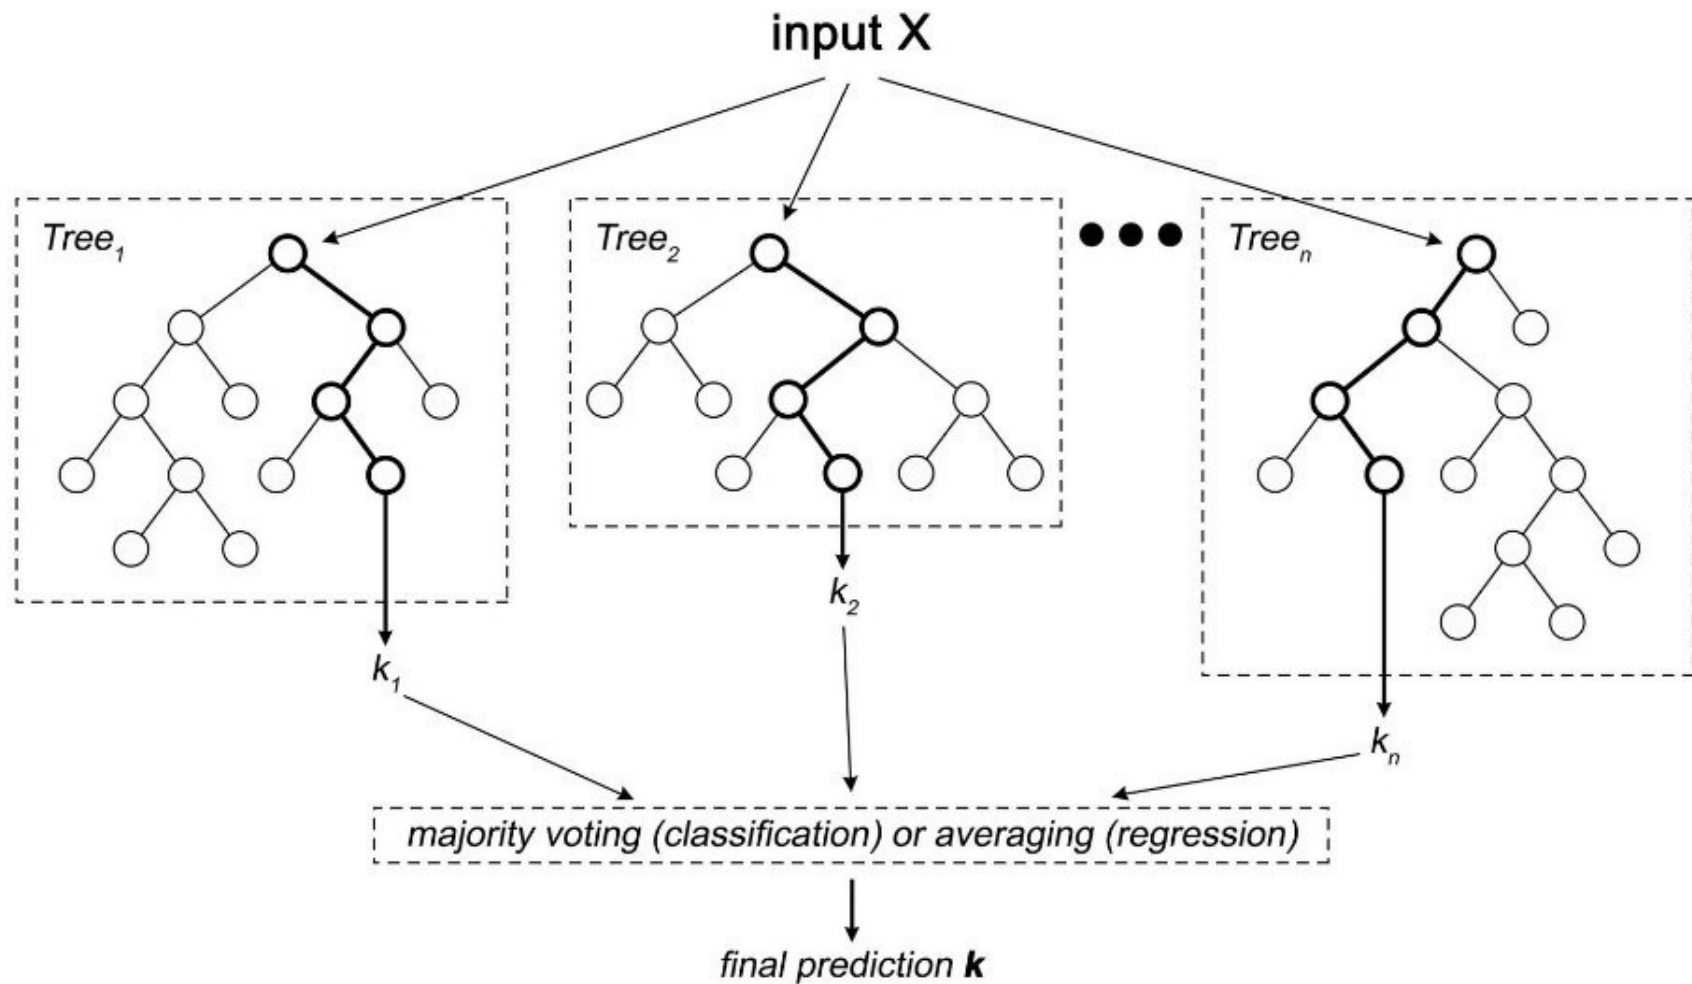 input X
Tree₁
Tree₂
Treeₙ
k₂
k₁
kₙ
majority voting (classification) or averaging (regression)
final prediction k